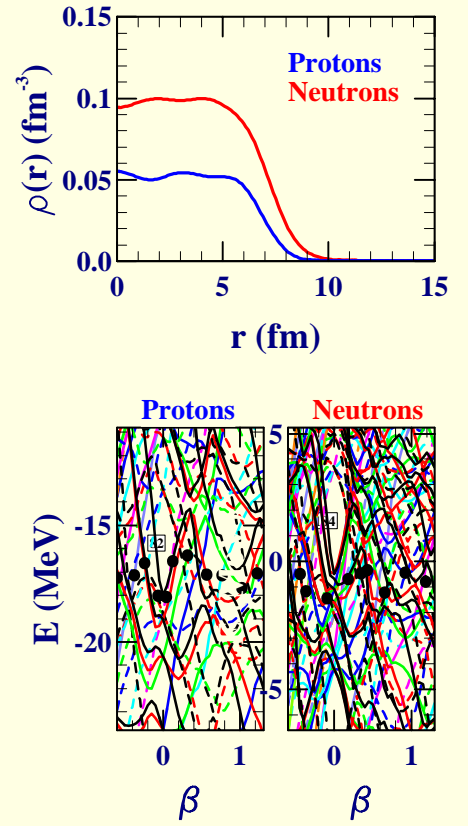 0.15
0.1
0.05
0.0
ρ(r) (fm⁻³)
Protons
Neutrons
0 5 10 15
r (fm)
Protons
Neutrons
E (MeV)
-15
-20
5
0
5
0 1
0 1
β
β